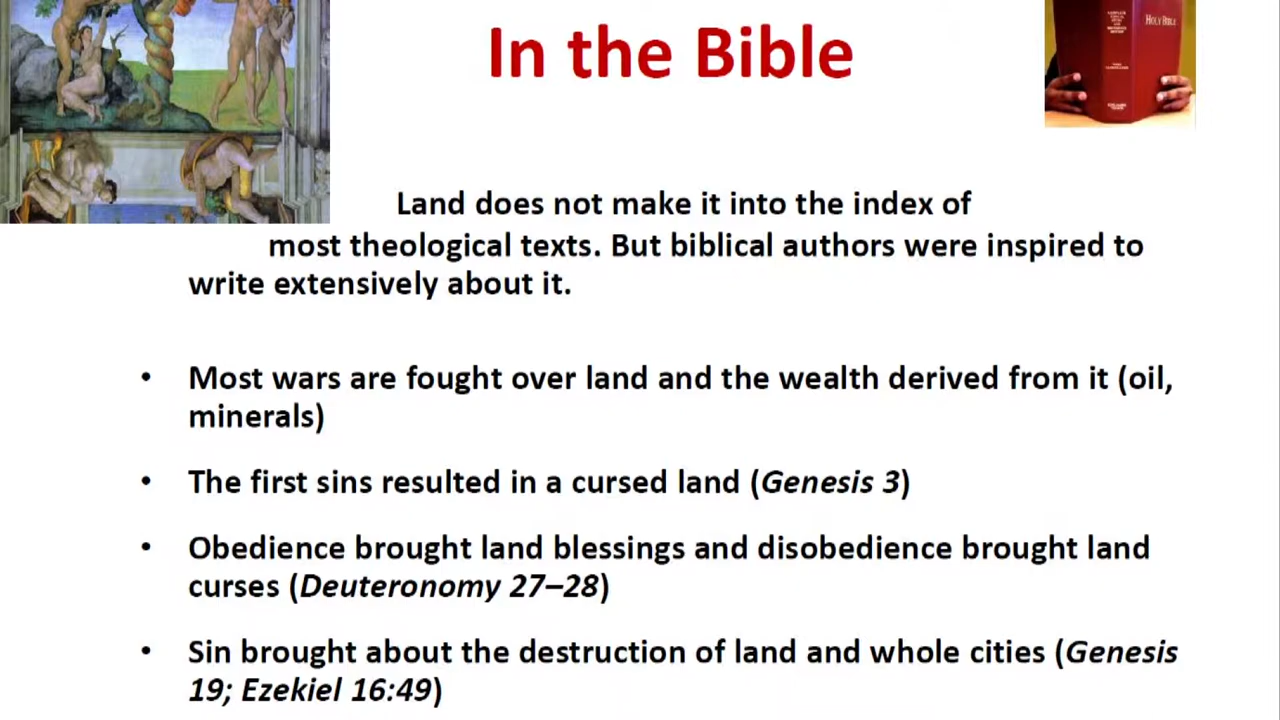 In the Bible
HOLY BIBLE
Land does not make it into the index of
most theological texts. But biblical authors were inspired to
write extensively about it.
• Most wars are fought over land and the wealth derived from it (oil,
minerals)
• The first sins resulted in a cursed land (Genesis 3)
• Obedience brought land blessings and disobedience brought land
curses (Deuteronomy 27–28)
• Sin brought about the destruction of land and whole cities (Genesis
19; Ezekiel 16:49)